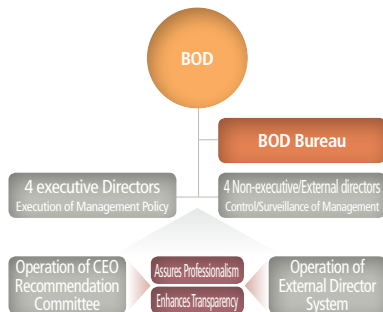 BOD
BOD Bureau
4 executive Directors
Execution of Management Policy
4 Non-executive/External directors
Control/Surveillance of Management
Operation of CEO
Recommendation
Committee
Assures Professionalism
Enhances Transparency
Operation of
External Director
System